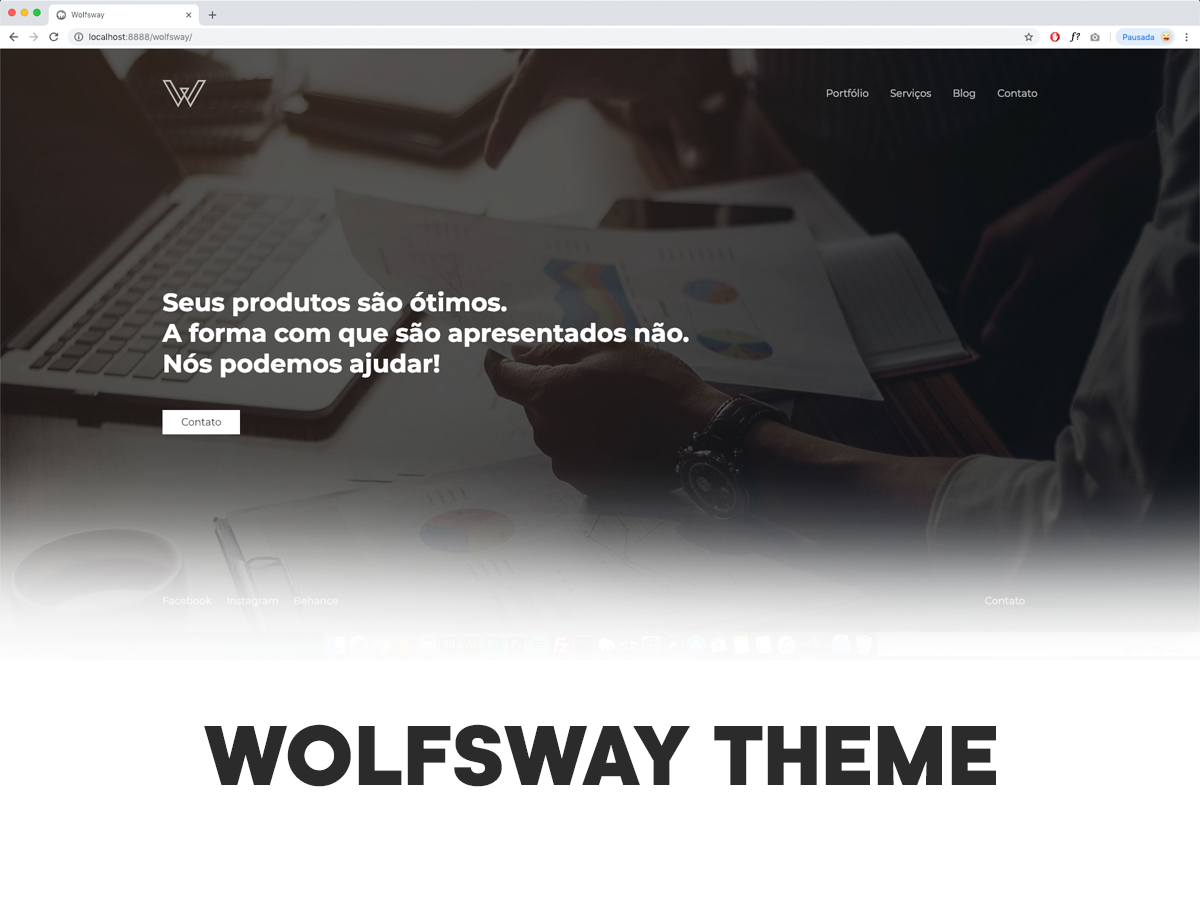 Wolfsway
localhost:8888/wolfsway/
f?
Pausada
W
Portfólio Serviços Blog Contato
Seus produtos são ótimos.
A forma com que são apresentados não.
Nós podemos ajudar!
Contato
Facebook Instagram Behance
Contato
WOLFSWAY THEME